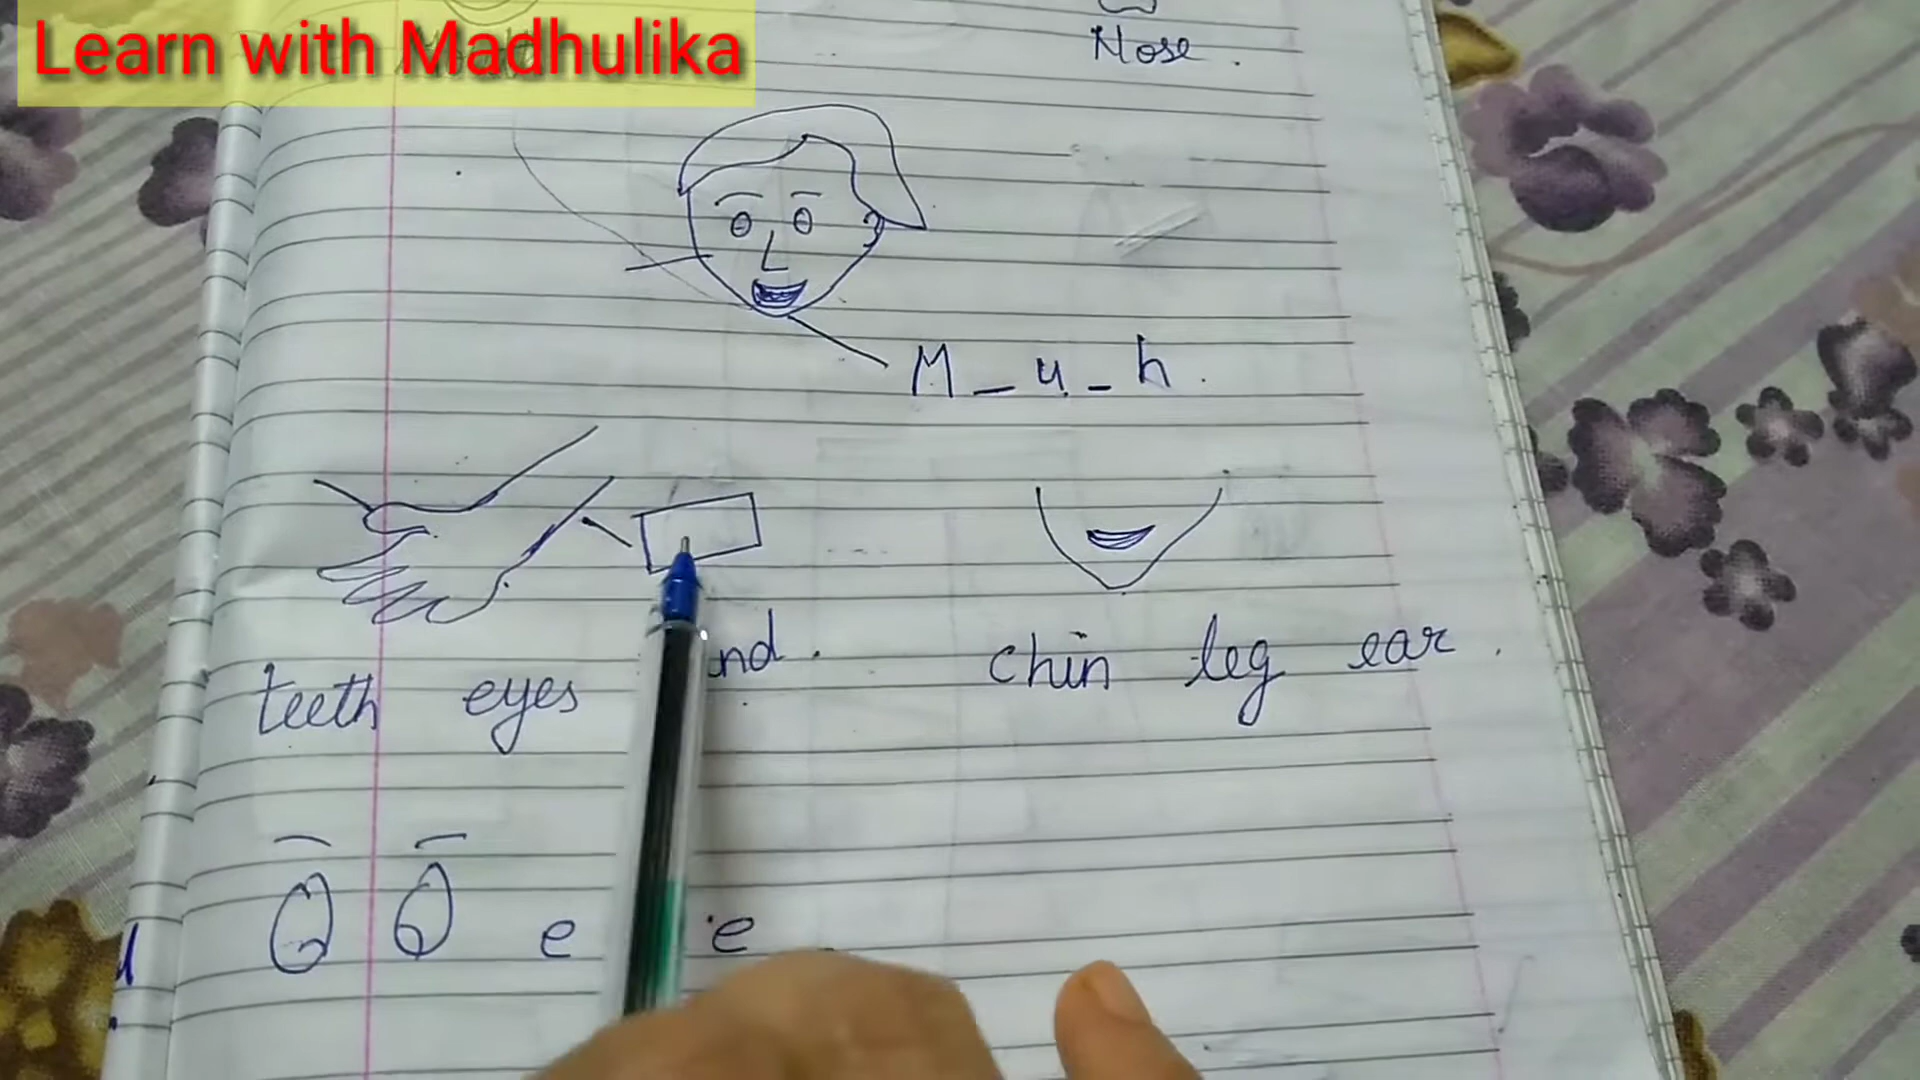 Learn with Madhulika
Nose.
M_u_h.
teeth eyes nd. chin leg ear.
e e